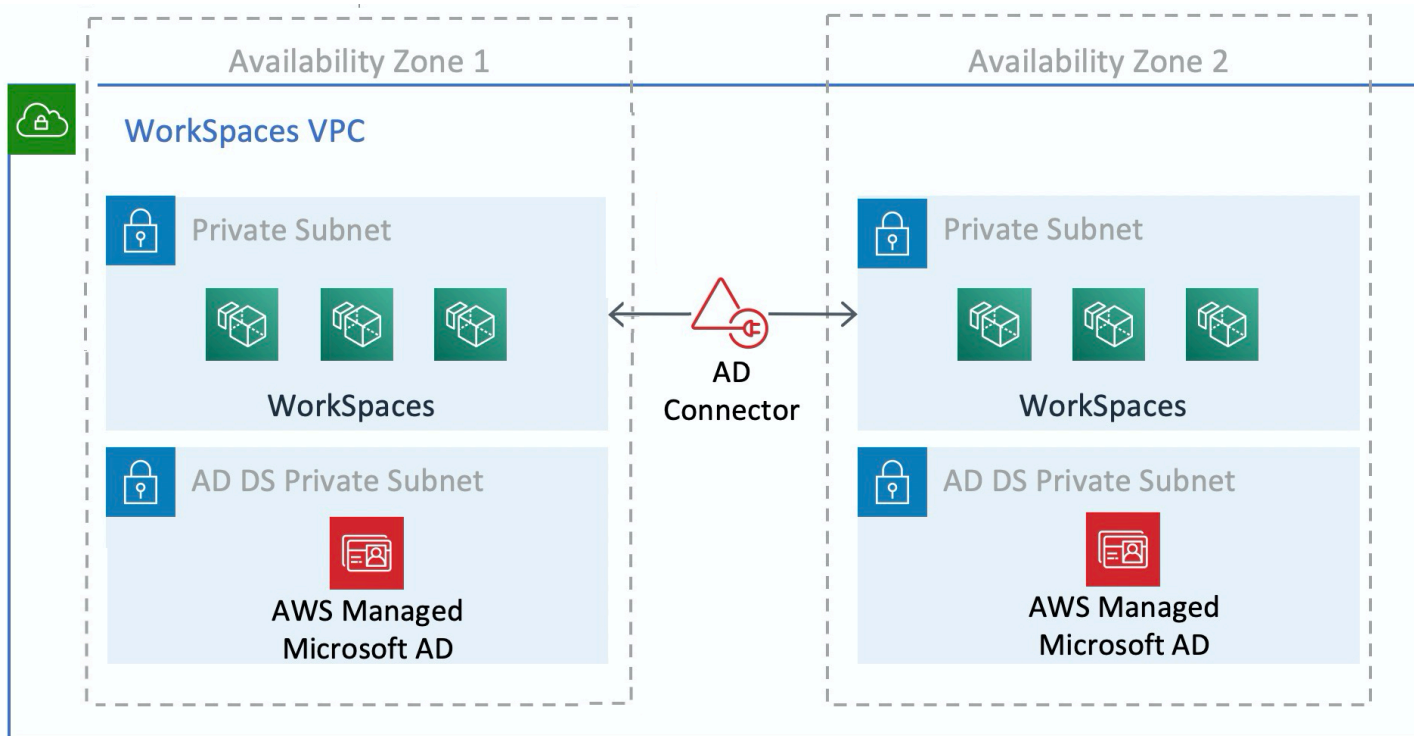 Availability Zone 1
Availability Zone 2
WorkSpaces VPC
Private Subnet
WorkSpaces
AD
Connector
Private Subnet
WorkSpaces
AD DS Private Subnet
AWS Managed
Microsoft AD
AD DS Private Subnet
AWS Managed
Microsoft AD